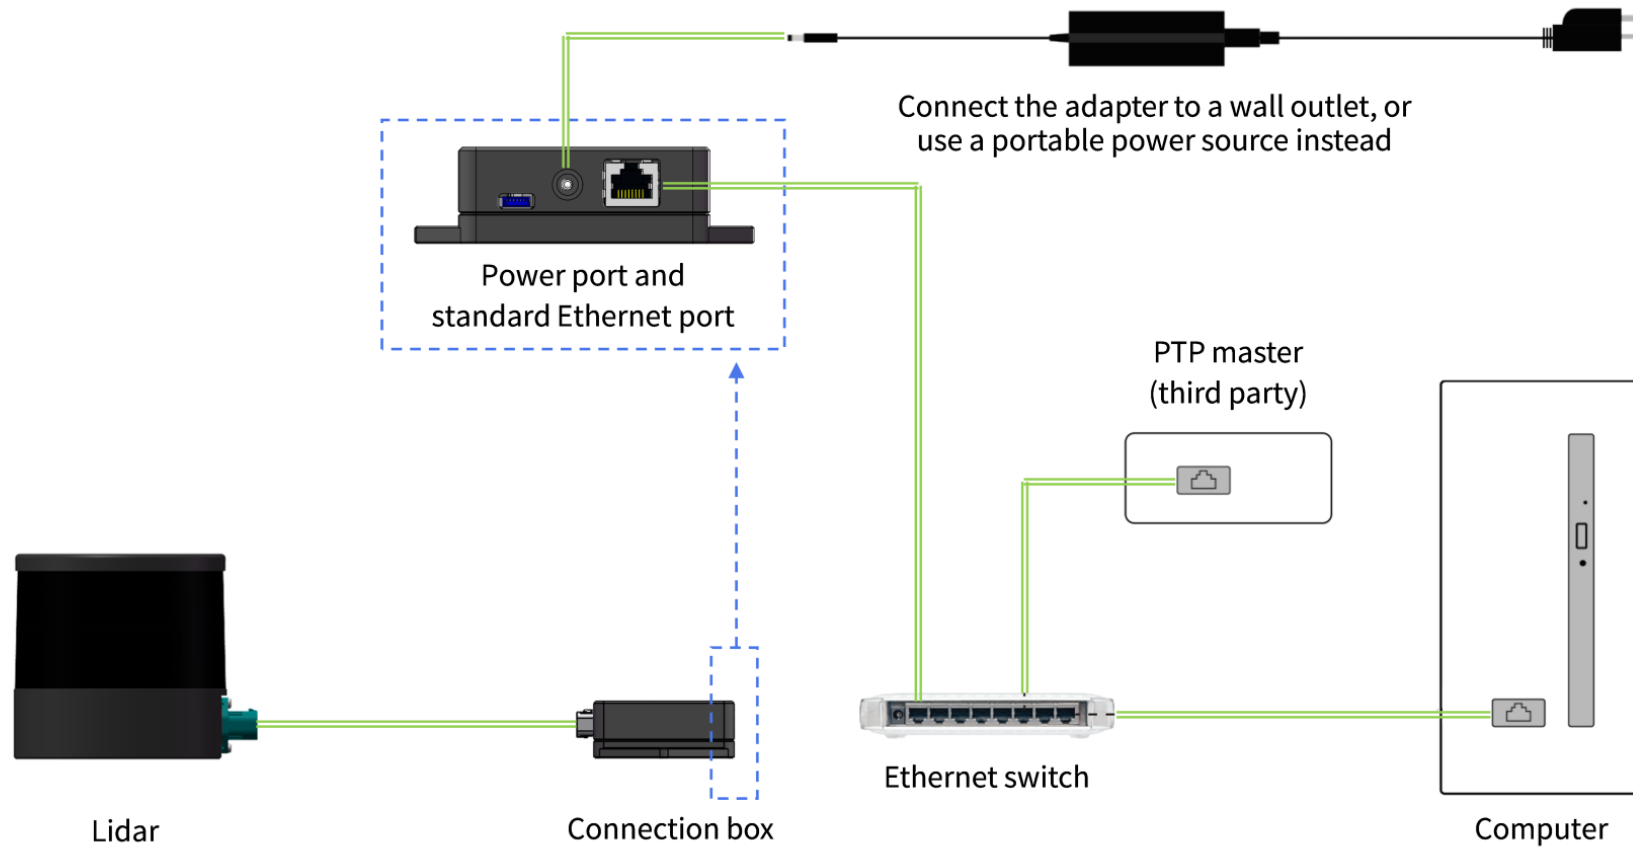 Connect the adapter to a wall outlet, or
use a portable power source instead
Power port and
standard Ethernet port
PTP master
(third party)
Ethernet switch
Lidar
Connection box
Computer